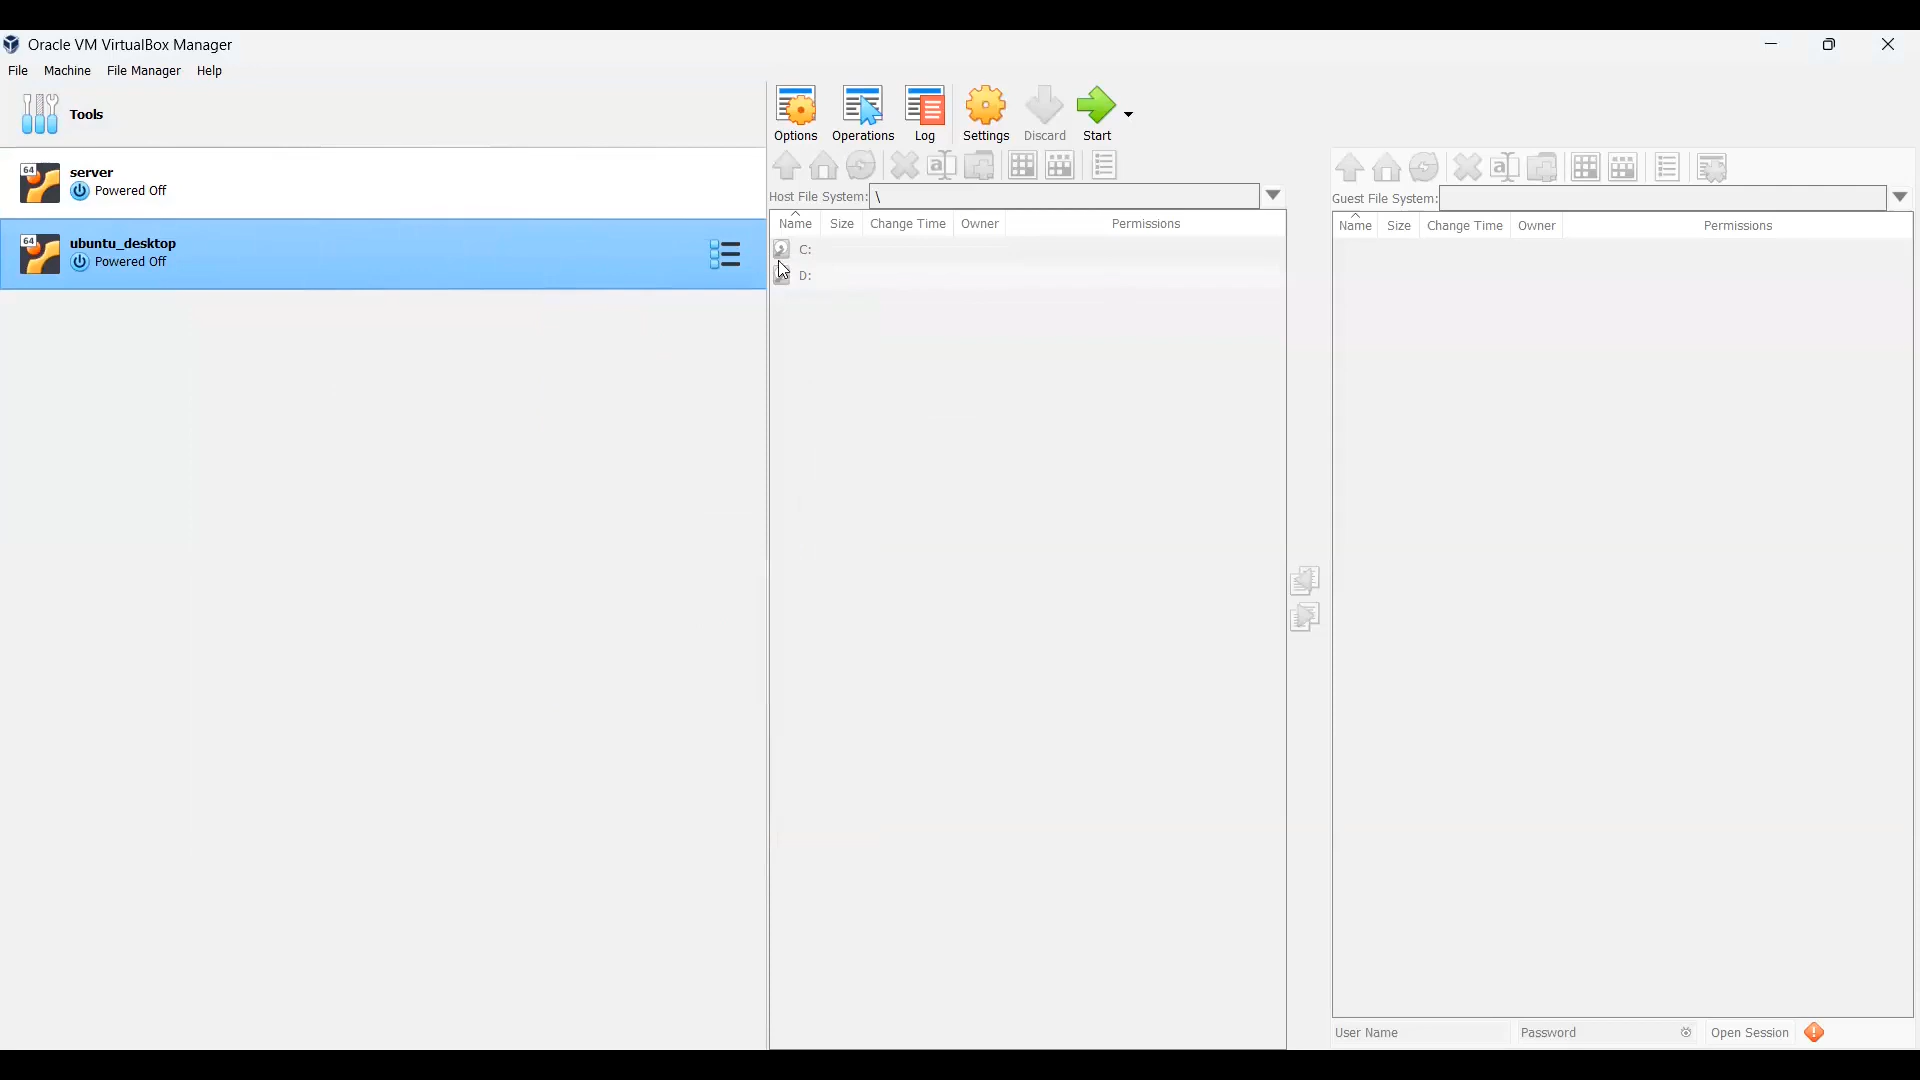 Oracle VM VirtualBox Manager
File Machine File Manager Help
Tools
64 server
Powered Off
64 ubuntu_desktop
Powered Off
Options Operations Log Settings Discard Start
Host File System: \
Name Size Change Time Owner Permissions
C:
D:
Guest File System:
Name Size Change Time Owner Permissions
User Name Password Open Session